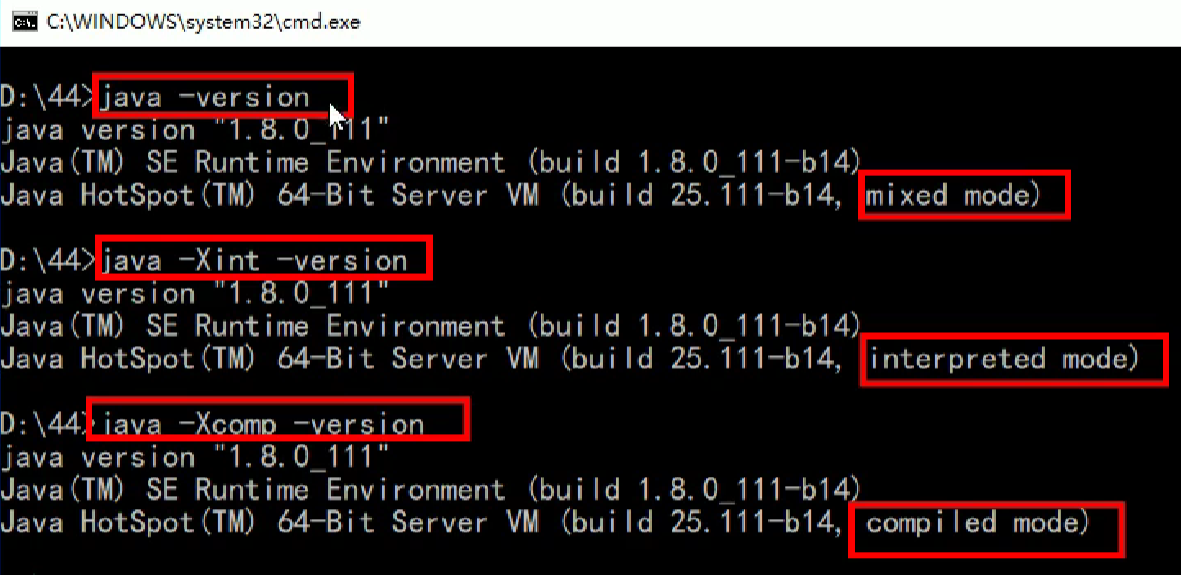 C:\WINDOWS\system32\cmd.exe
D:\44>java -version
java version "1.8.0_111"
Java(TM) SE Runtime Environment (build 1.8.0_111-b14)
Java HotSpot(TM) 64-Bit Server VM (build 25.111-b14, mixed mode)
D:\44>java -Xint -version
java version "1.8.0_111"
Java(TM) SE Runtime Environment (build 1.8.0_111-b14)
Java HotSpot(TM) 64-Bit Server VM (build 25.111-b14, interpreted mode)
D:\44>java -Xcomp -version
java version "1.8.0_111"
Java(TM) SE Runtime Environment (build 1.8.0_111-b14)
Java HotSpot(TM) 64-Bit Server VM (build 25.111-b14, compiled mode)